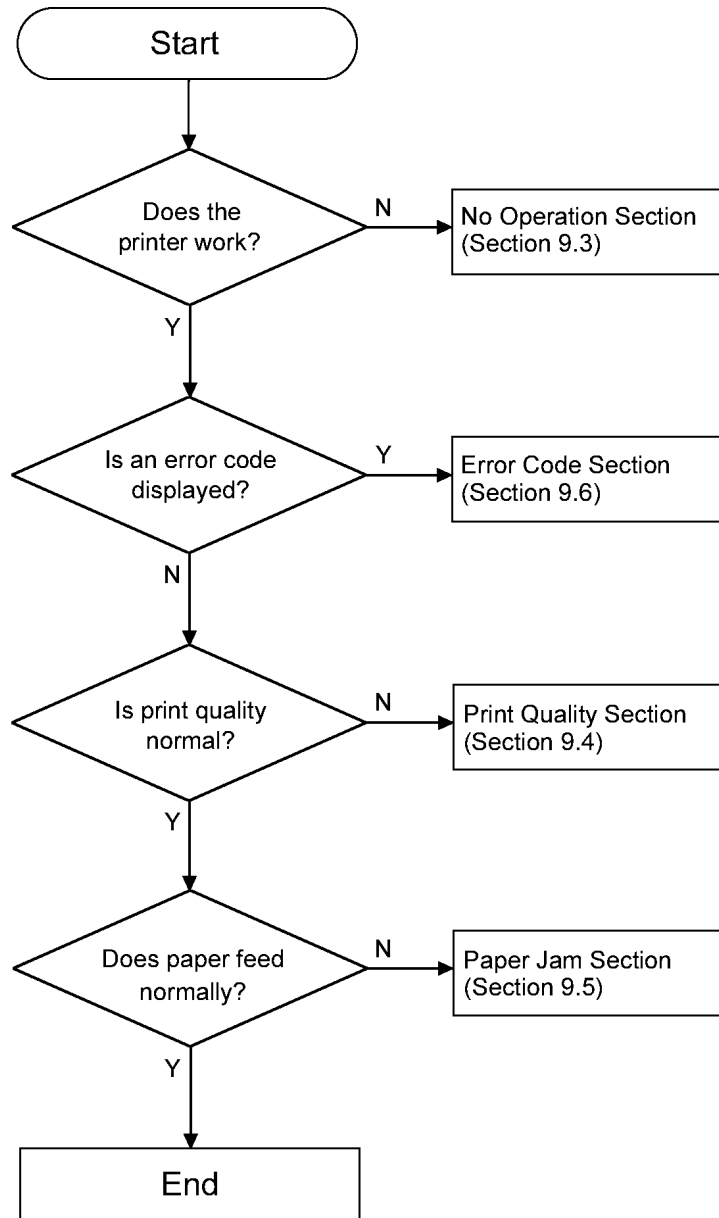 Start
Does the
printer work?
N
No Operation Section
(Section 9.3)
Y
Is an error code
displayed?
Y
Error Code Section
(Section 9.6)
N
Is print quality
normal?
N
Print Quality Section
(Section 9.4)
Y
Does paper feed
normally?
N
Paper Jam Section
(Section 9.5)
Y
End